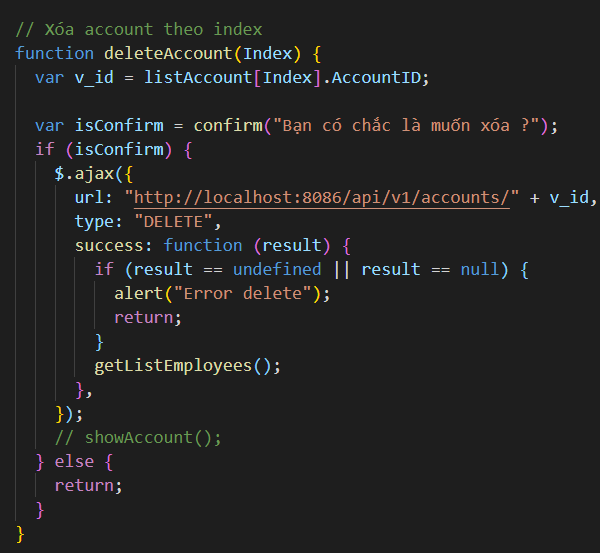 // Xóa account theo index
function deleteAccount(Index) {
  var v_id = listAccount[Index].AccountID;

  var isConfirm = confirm("Bạn có chắc là muốn xóa ?");
  if (isConfirm) {
    $.ajax({
      url: "http://localhost:8086/api/v1/accounts/" + v_id,
      type: "DELETE",
      success: function (result) {
        if (result == undefined || result == null) {
          alert("Error delete");
          return;
        }
        getListEmployees();
      },
    });
    // showAccount();
  } else {
    return;
  }
}